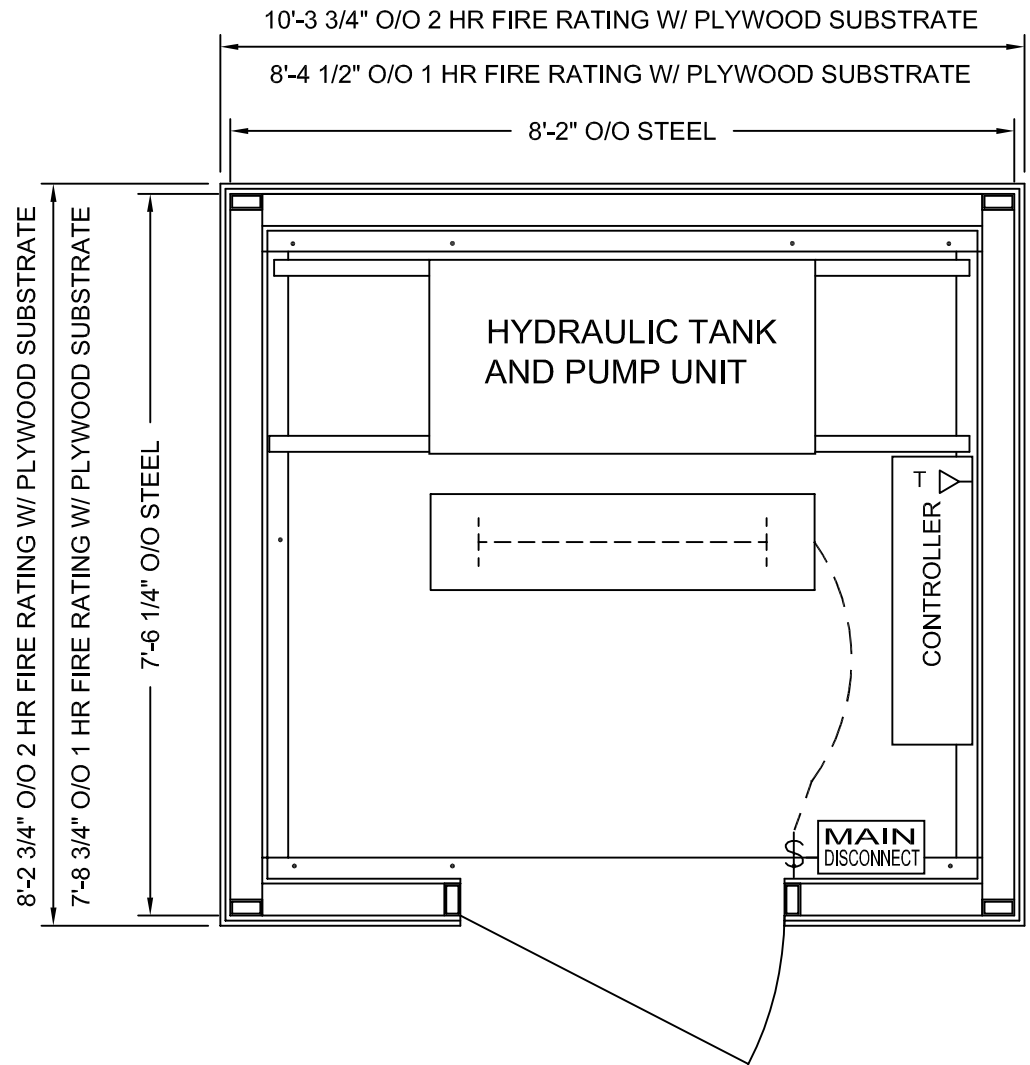 10'-3 3/4" O/O 2 HR FIRE RATING W/ PLYWOOD SUBSTRATE
8'-4 1/2" O/O 1 HR FIRE RATING W/ PLYWOOD SUBSTRATE
8'-2" O/O STEEL
8'-2 3/4" O/O 2 HR FIRE RATING W/ PLYWOOD SUBSTRATE
7'-8 3/4" O/O 1 HR FIRE RATING W/ PLYWOOD SUBSTRATE
7'-6 1/4" O/O STEEL
HYDRAULIC TANK
AND PUMP UNIT
T
CONTROLLER
S
MAIN
DISCONNECT